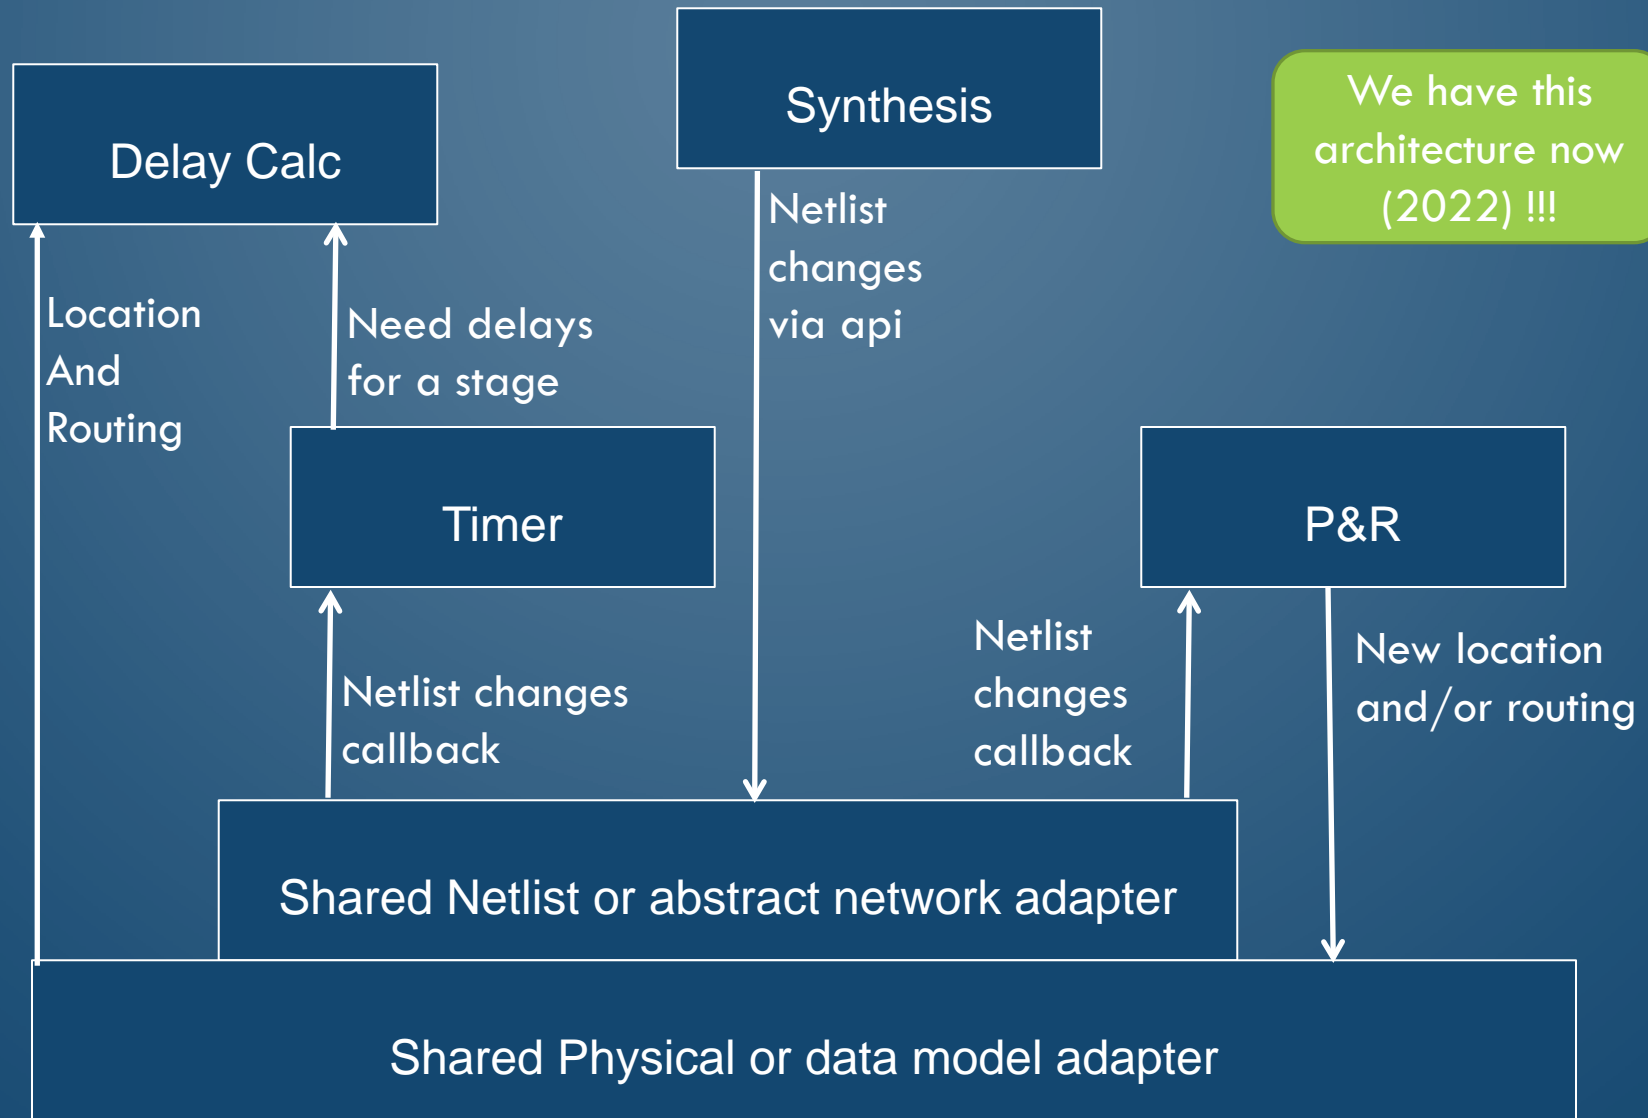 Synthesis
We have this
architecture now
(2022) !!!
Delay Calc
Netlist
changes
via api
Location
And
Routing
Need delays
for a stage
Timer
P&R
Netlist changes
callback
Netlist
changes
callback
New location
and/or routing
Shared Netlist or abstract network adapter
Shared Physical or data model adapter